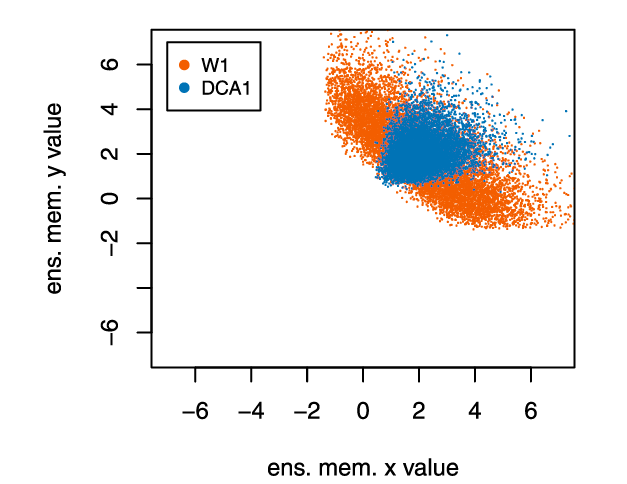 W1
DCA1
6
4
2
0
−2
−6
ens. mem. y value
−6 −4 −2 0 2 4 6
ens. mem. x value